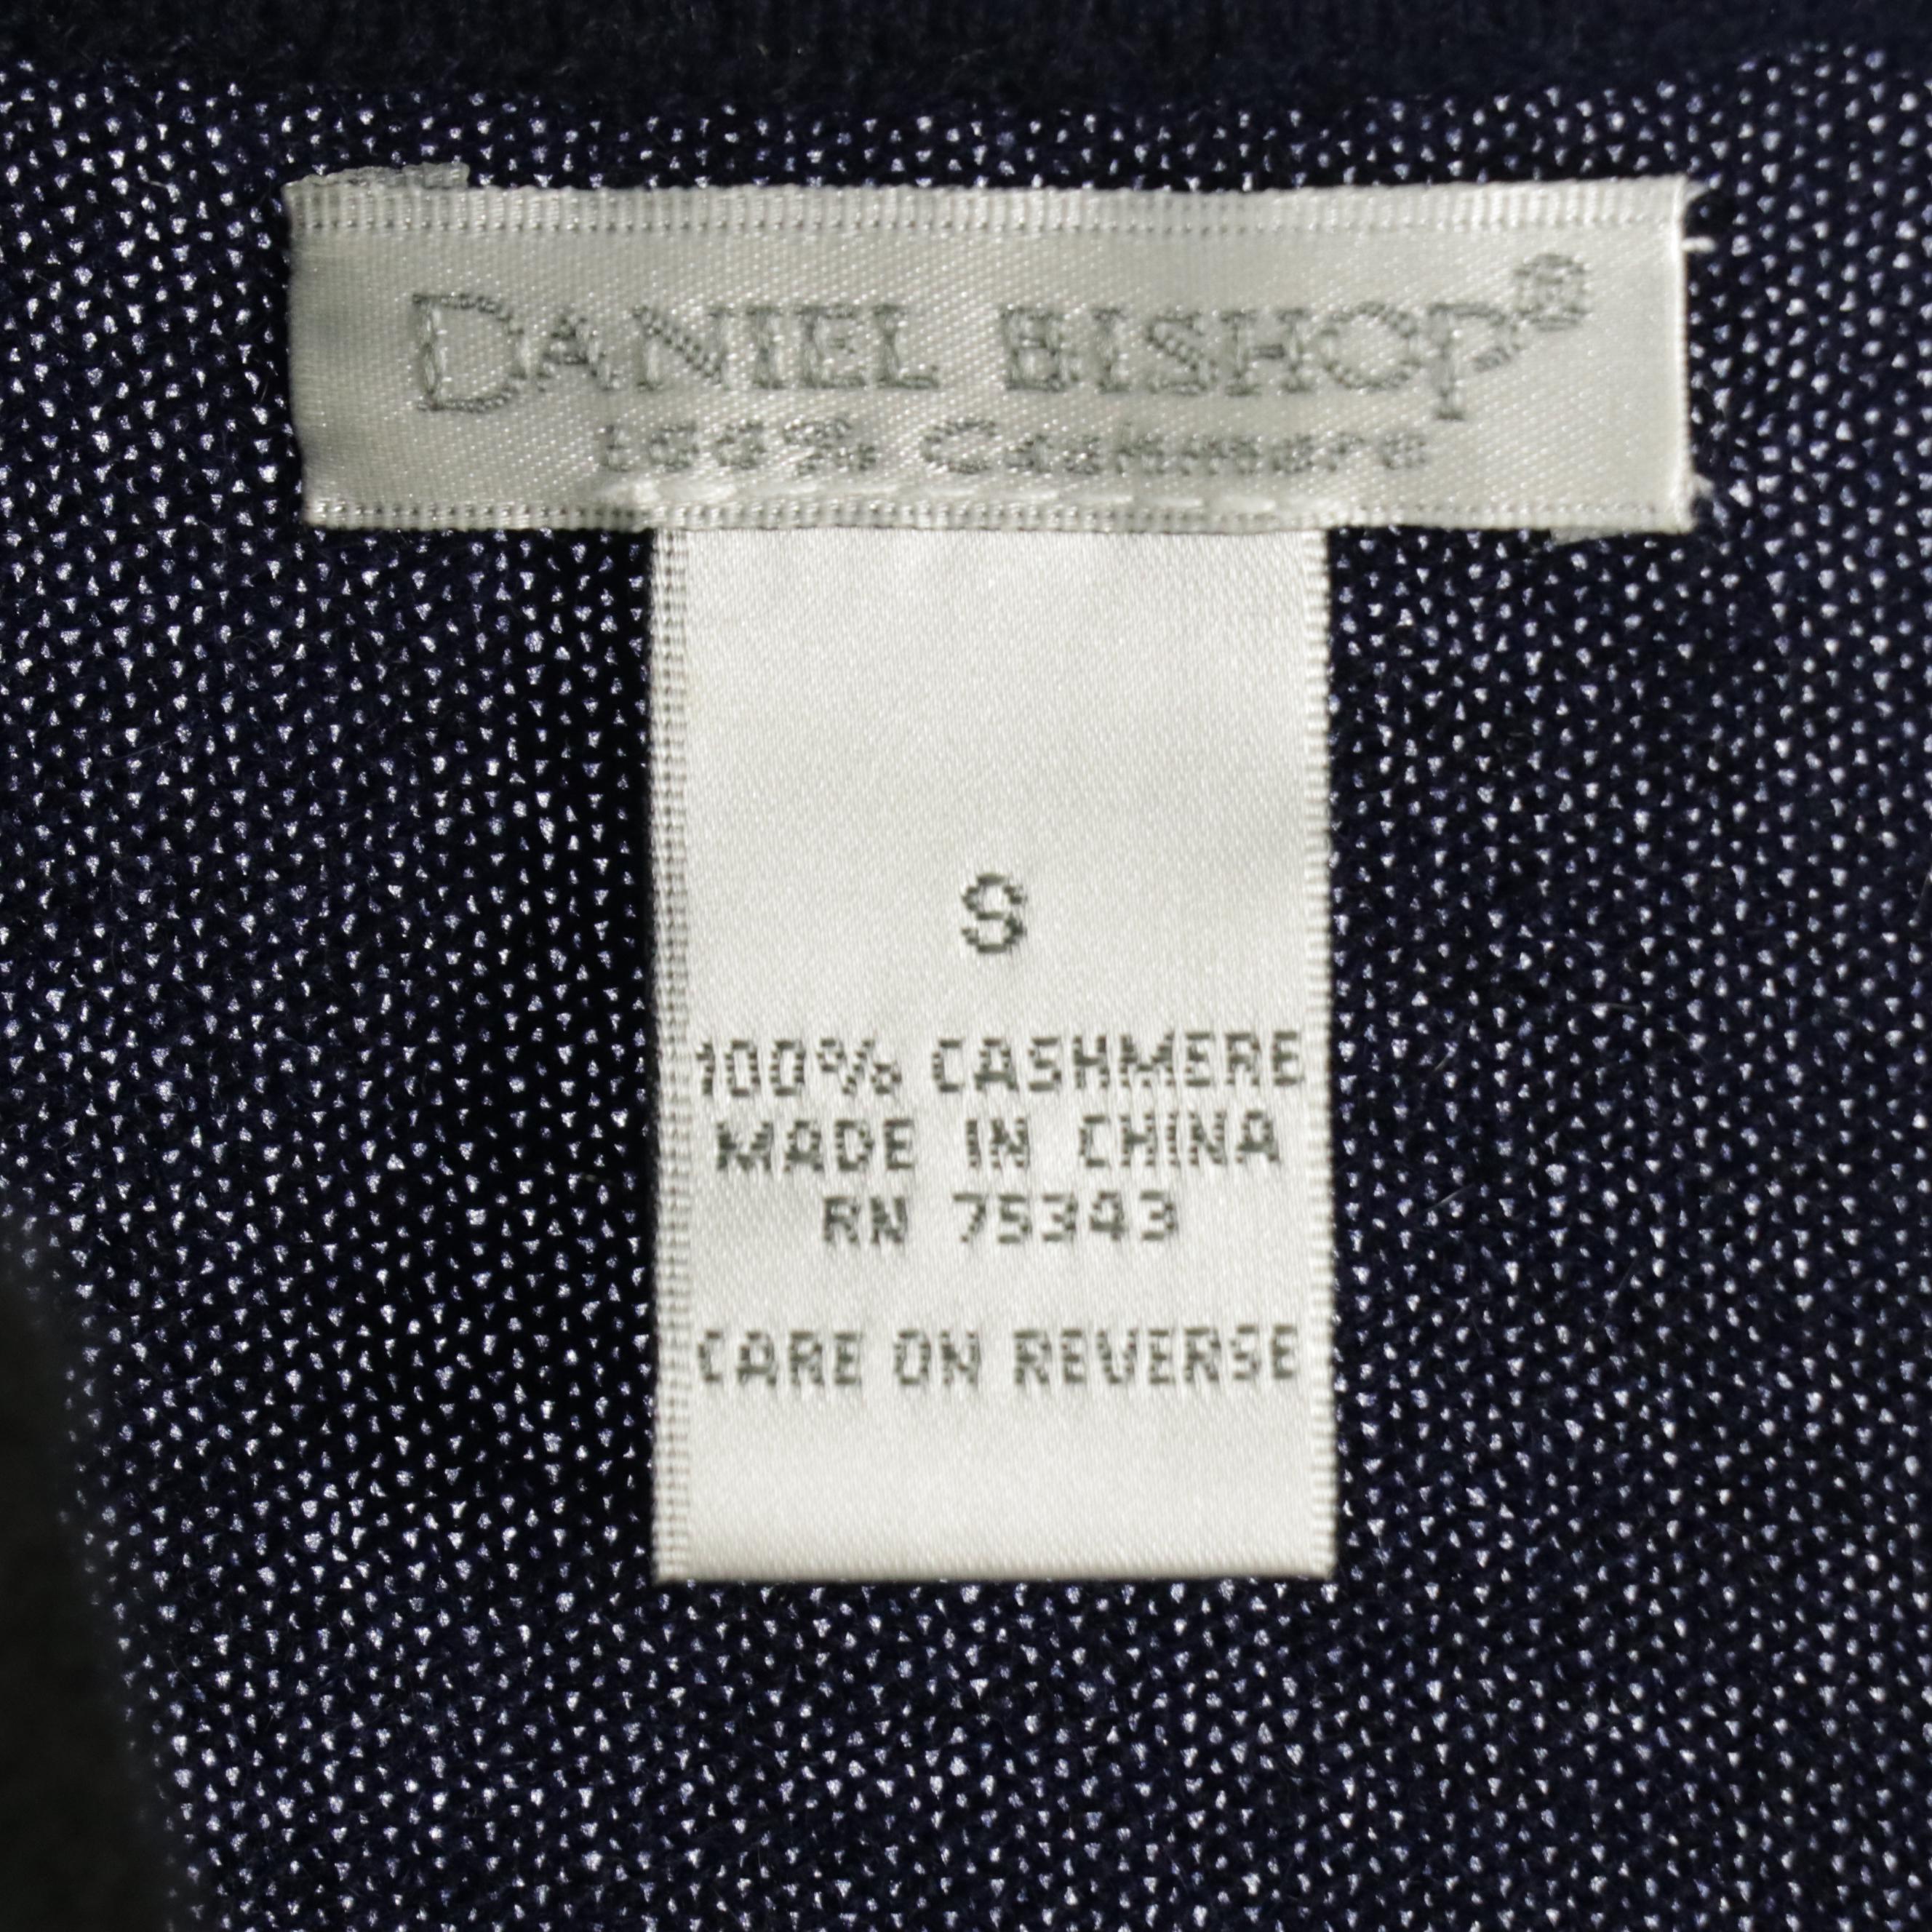 DANIEL BISHOP®
100% Cashmere
S
100% CASHMERE
MADE IN CHINA
RN 75343
CARE ON REVERSE